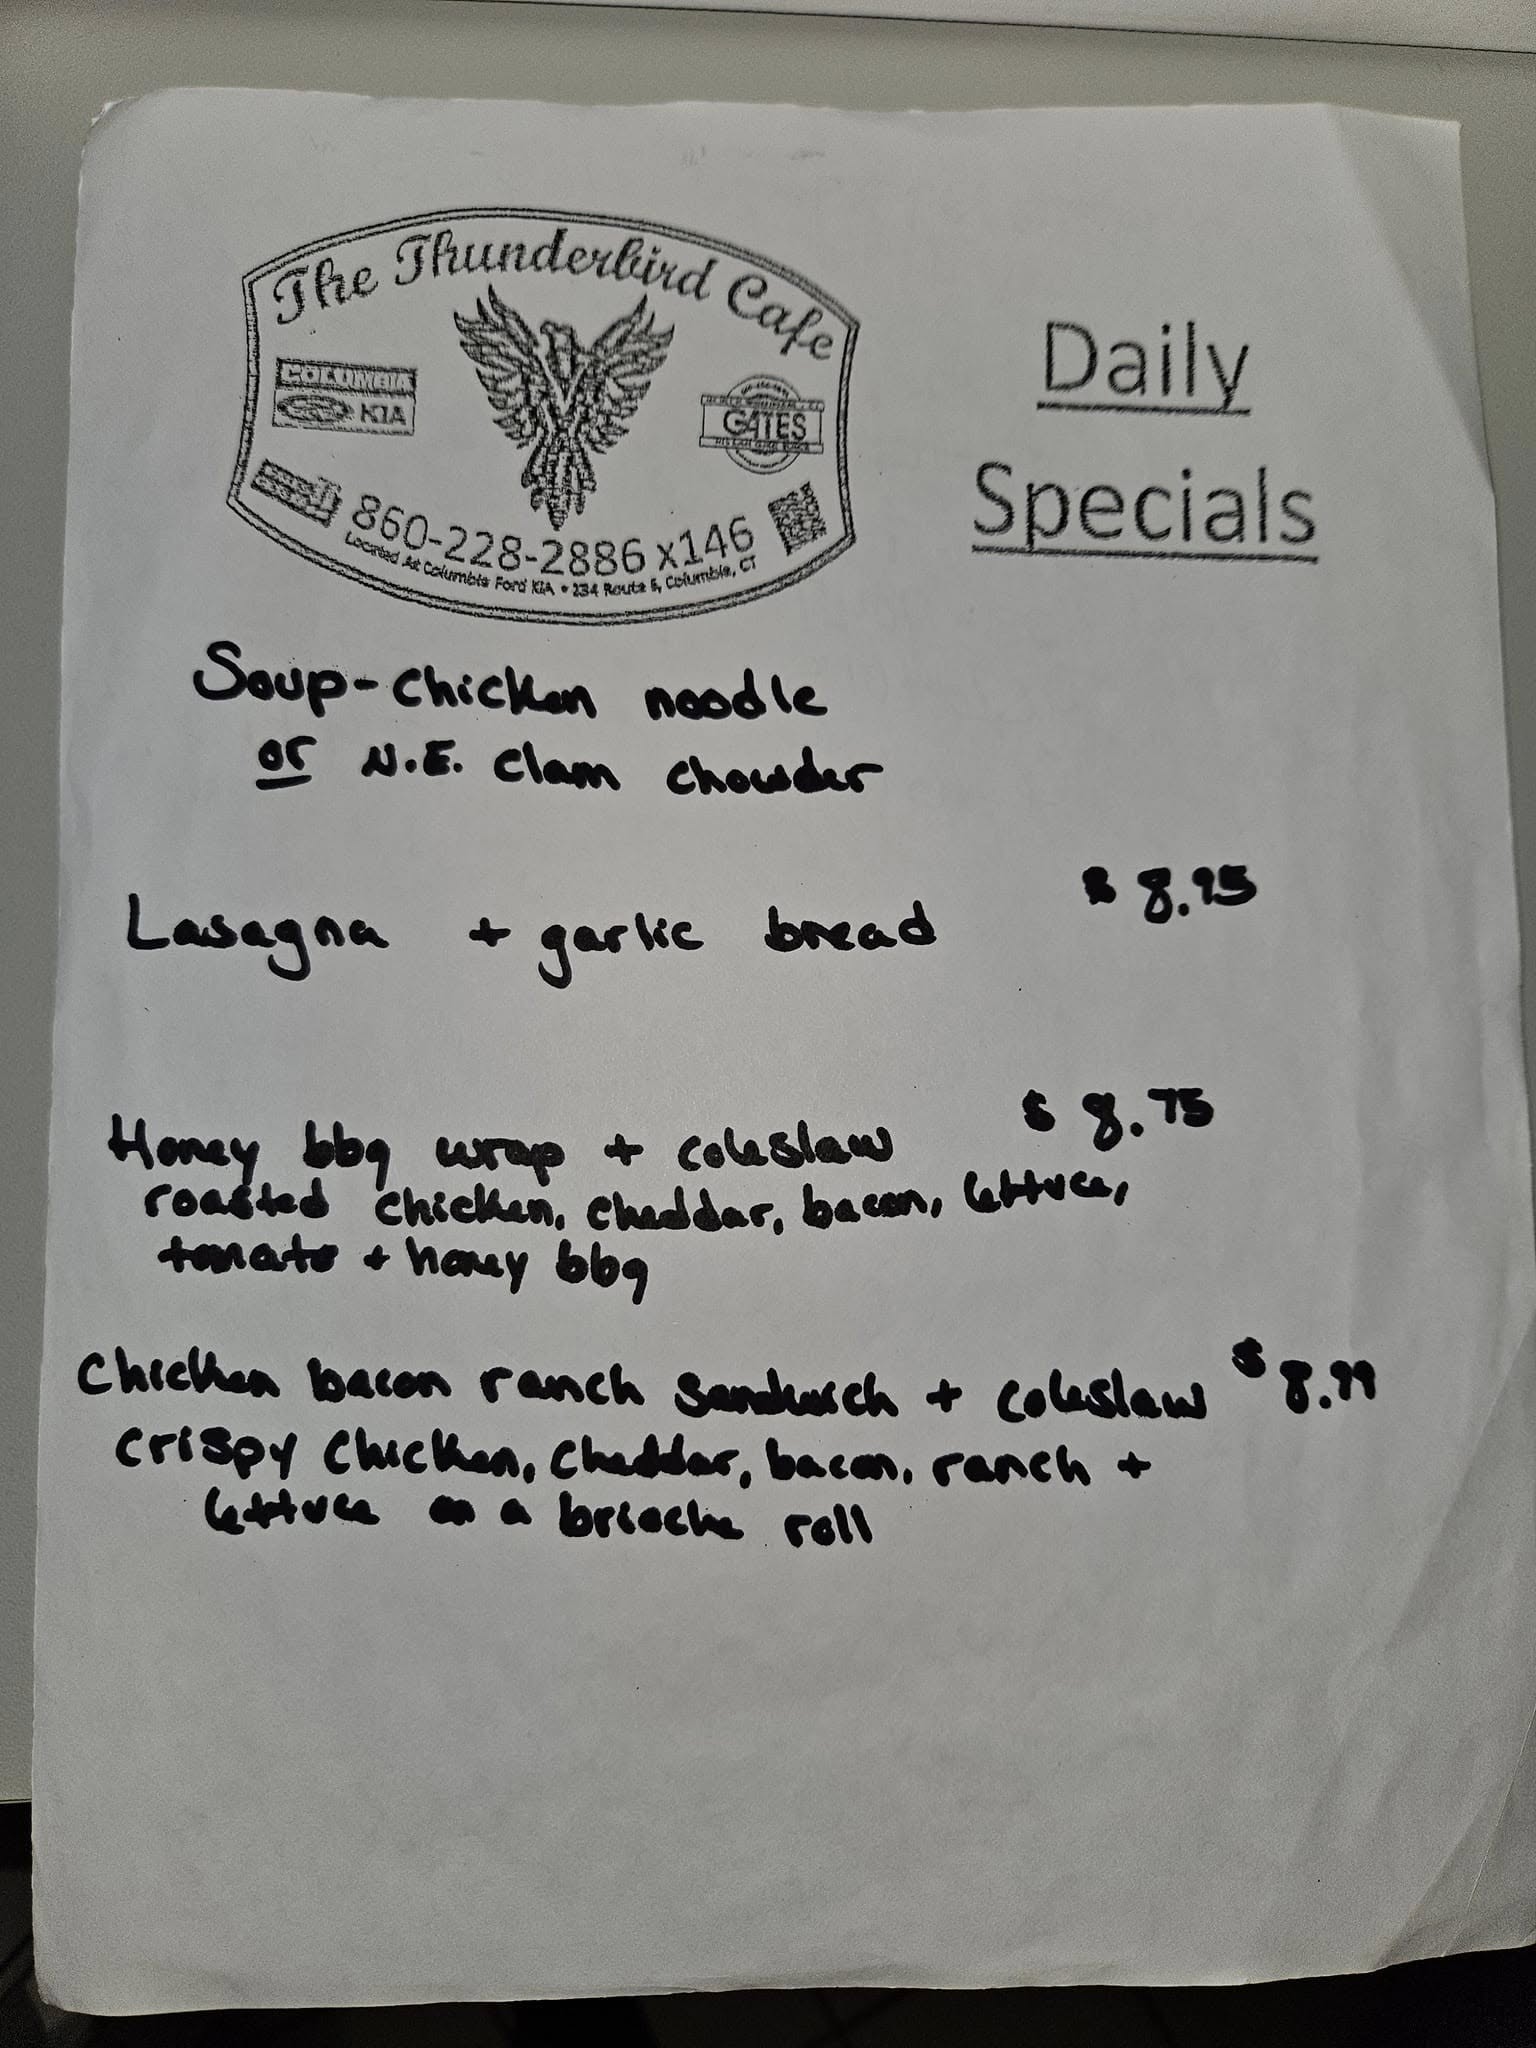 The Thunderbird Cafe
COLUMBIA
Ford KIA
GATES
860-228-2886 x146
Located At Columbia Ford KIA • 234 Route 6, Columbia, CT
Daily
Specials
Soup-Chicken noodle
or N.E. Clam chowder
Lasagna + garlic bread $8.95
Honey bbq wrap + coleslaw $8.75
roasted chicken, cheddar, bacon, lettuce,
tomato + honey bbq
Chicken bacon ranch sandwich + coleslaw $8.99
crispy chicken, cheddar, bacon, ranch +
lettuce on a brioche roll